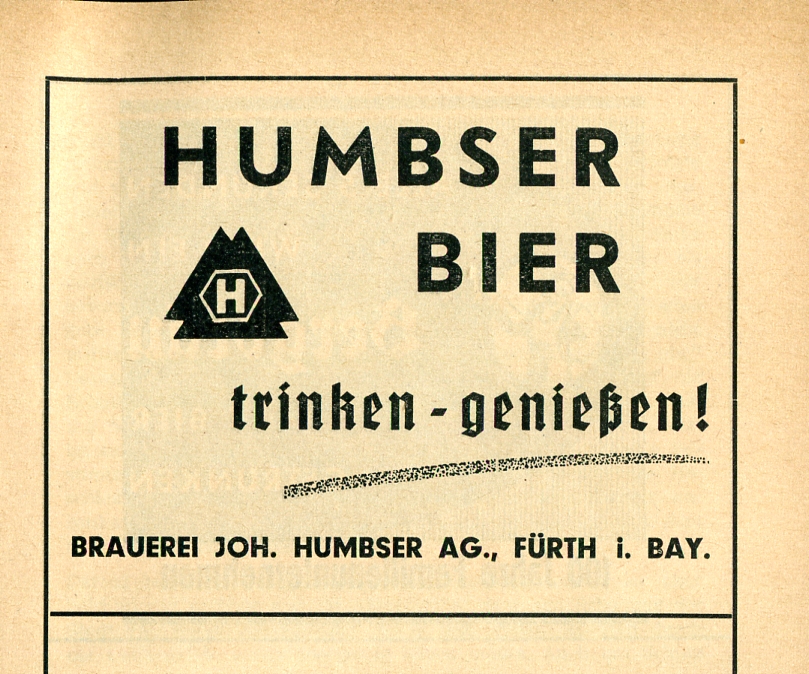 HUMBSER
BIER
H
trinken - genießen!
BRAUEREI JOH. HUMBSER AG., FÜRTH i. BAY.